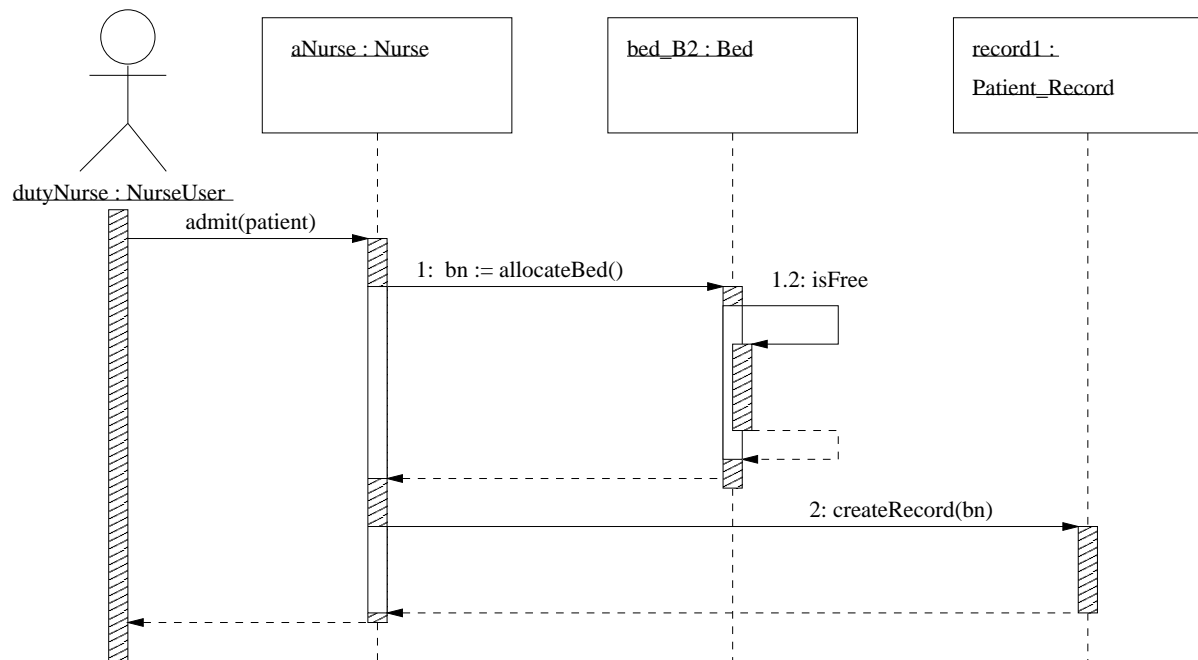 aNurse : Nurse
bed_B2 : Bed
record1 :
Patient_Record
dutyNurse : NurseUser
admit(patient)
1: bn := allocateBed()
1.2: isFree
2: createRecord(bn)